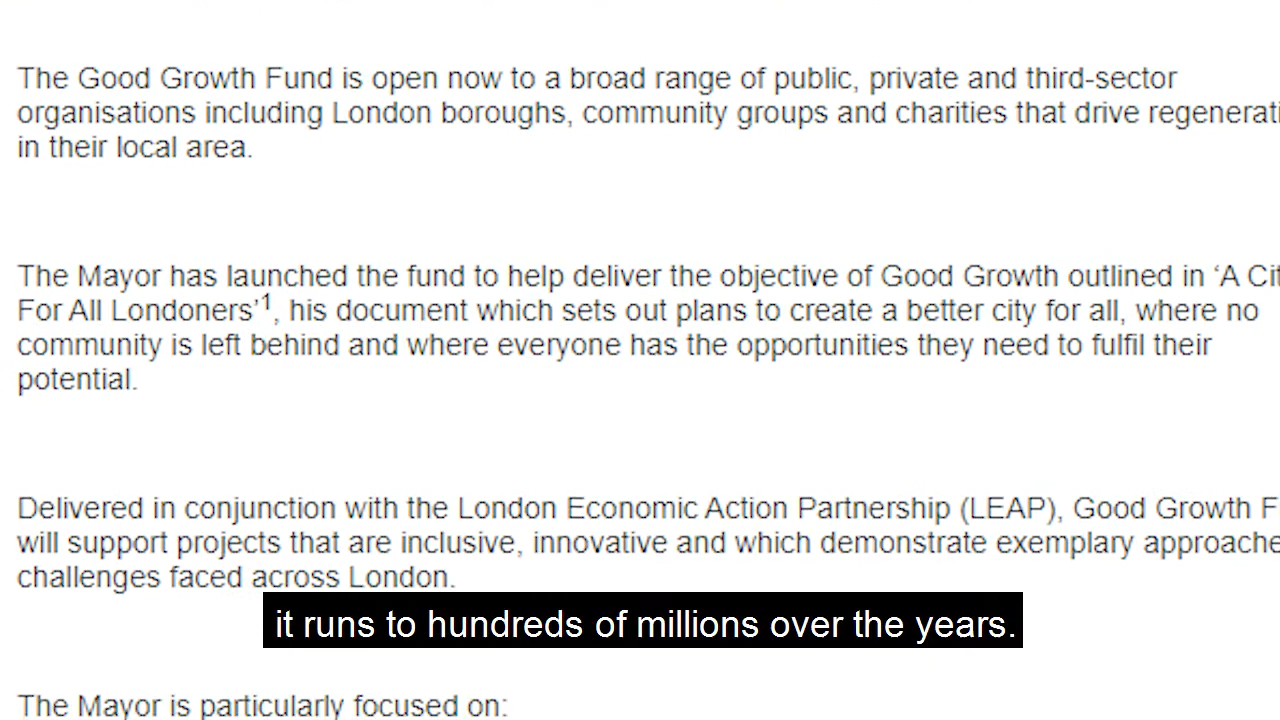 The Good Growth Fund is open now to a broad range of public, private and third-sector
organisations including London boroughs, community groups and charities that drive regenerati
in their local area.
The Mayor has launched the fund to help deliver the objective of Good Growth outlined in ‘A Cit
For All Londoners’¹, his document which sets out plans to create a better city for all, where no
community is left behind and where everyone has the opportunities they need to fulfil their
potential.
Delivered in conjunction with the London Economic Action Partnership (LEAP), Good Growth F
will support projects that are inclusive, innovative and which demonstrate exemplary approache
challenges faced across London.
it runs to hundreds of millions over the years.
The Mayor is particularly focused on: